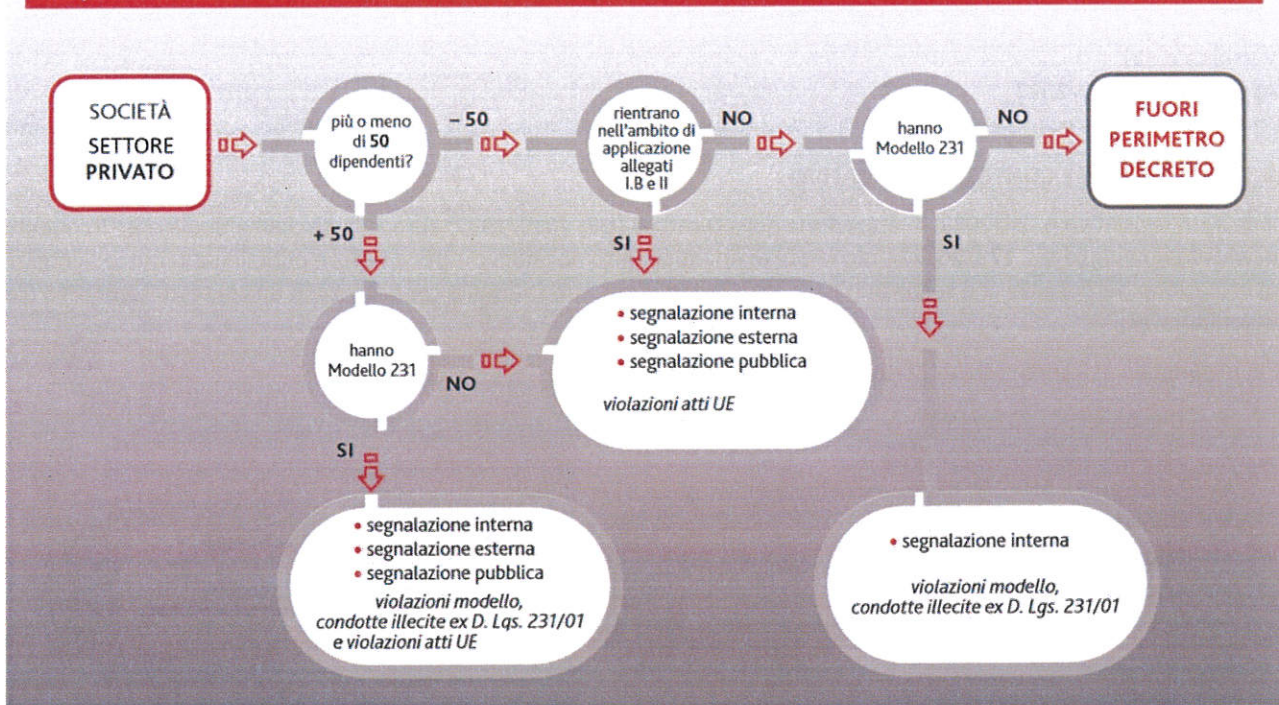 SOCIETÀ
SETTORE
PRIVATO
più o meno
di 50
dipendenti?
– 50
rientrano
nell'ambito di
applicazione
allegati
I.B e II
NO
hanno
Modello 231
NO
FUORI
PERIMETRO
DECRETO
+ 50
SI
SI
hanno
Modello 231
NO
• segnalazione interna
• segnalazione esterna
• segnalazione pubblica
violazioni atti UE
SI
• segnalazione interna
• segnalazione esterna
• segnalazione pubblica
violazioni modello,
condotte illecite ex D. Lgs. 231/01
e violazioni atti UE
• segnalazione interna
violazioni modello,
condotte illecite ex D. Lgs. 231/01